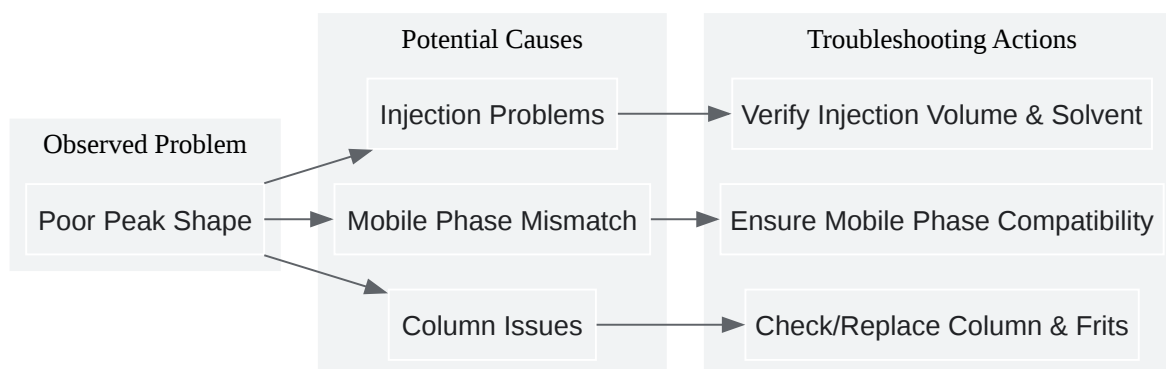 Observed Problem
Poor Peak Shape
Potential Causes
Injection Problems
Mobile Phase Mismatch
Column Issues
Troubleshooting Actions
Verify Injection Volume & Solvent
Ensure Mobile Phase Compatibility
Check/Replace Column & Frits